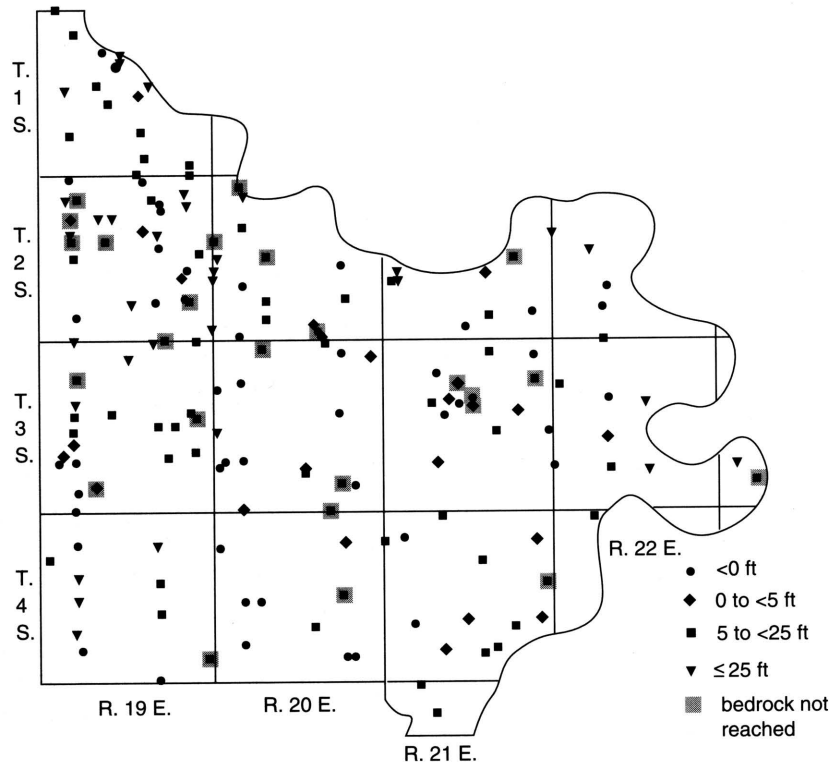 T.
1
S.
T.
2
S.
T.
3
S.
T.
4
S.
R. 19 E.
R. 20 E.
R. 21 E.
R. 22 E.
<0 ft
0 to <5 ft
5 to <25 ft
≤ 25 ft
bedrock not
reached